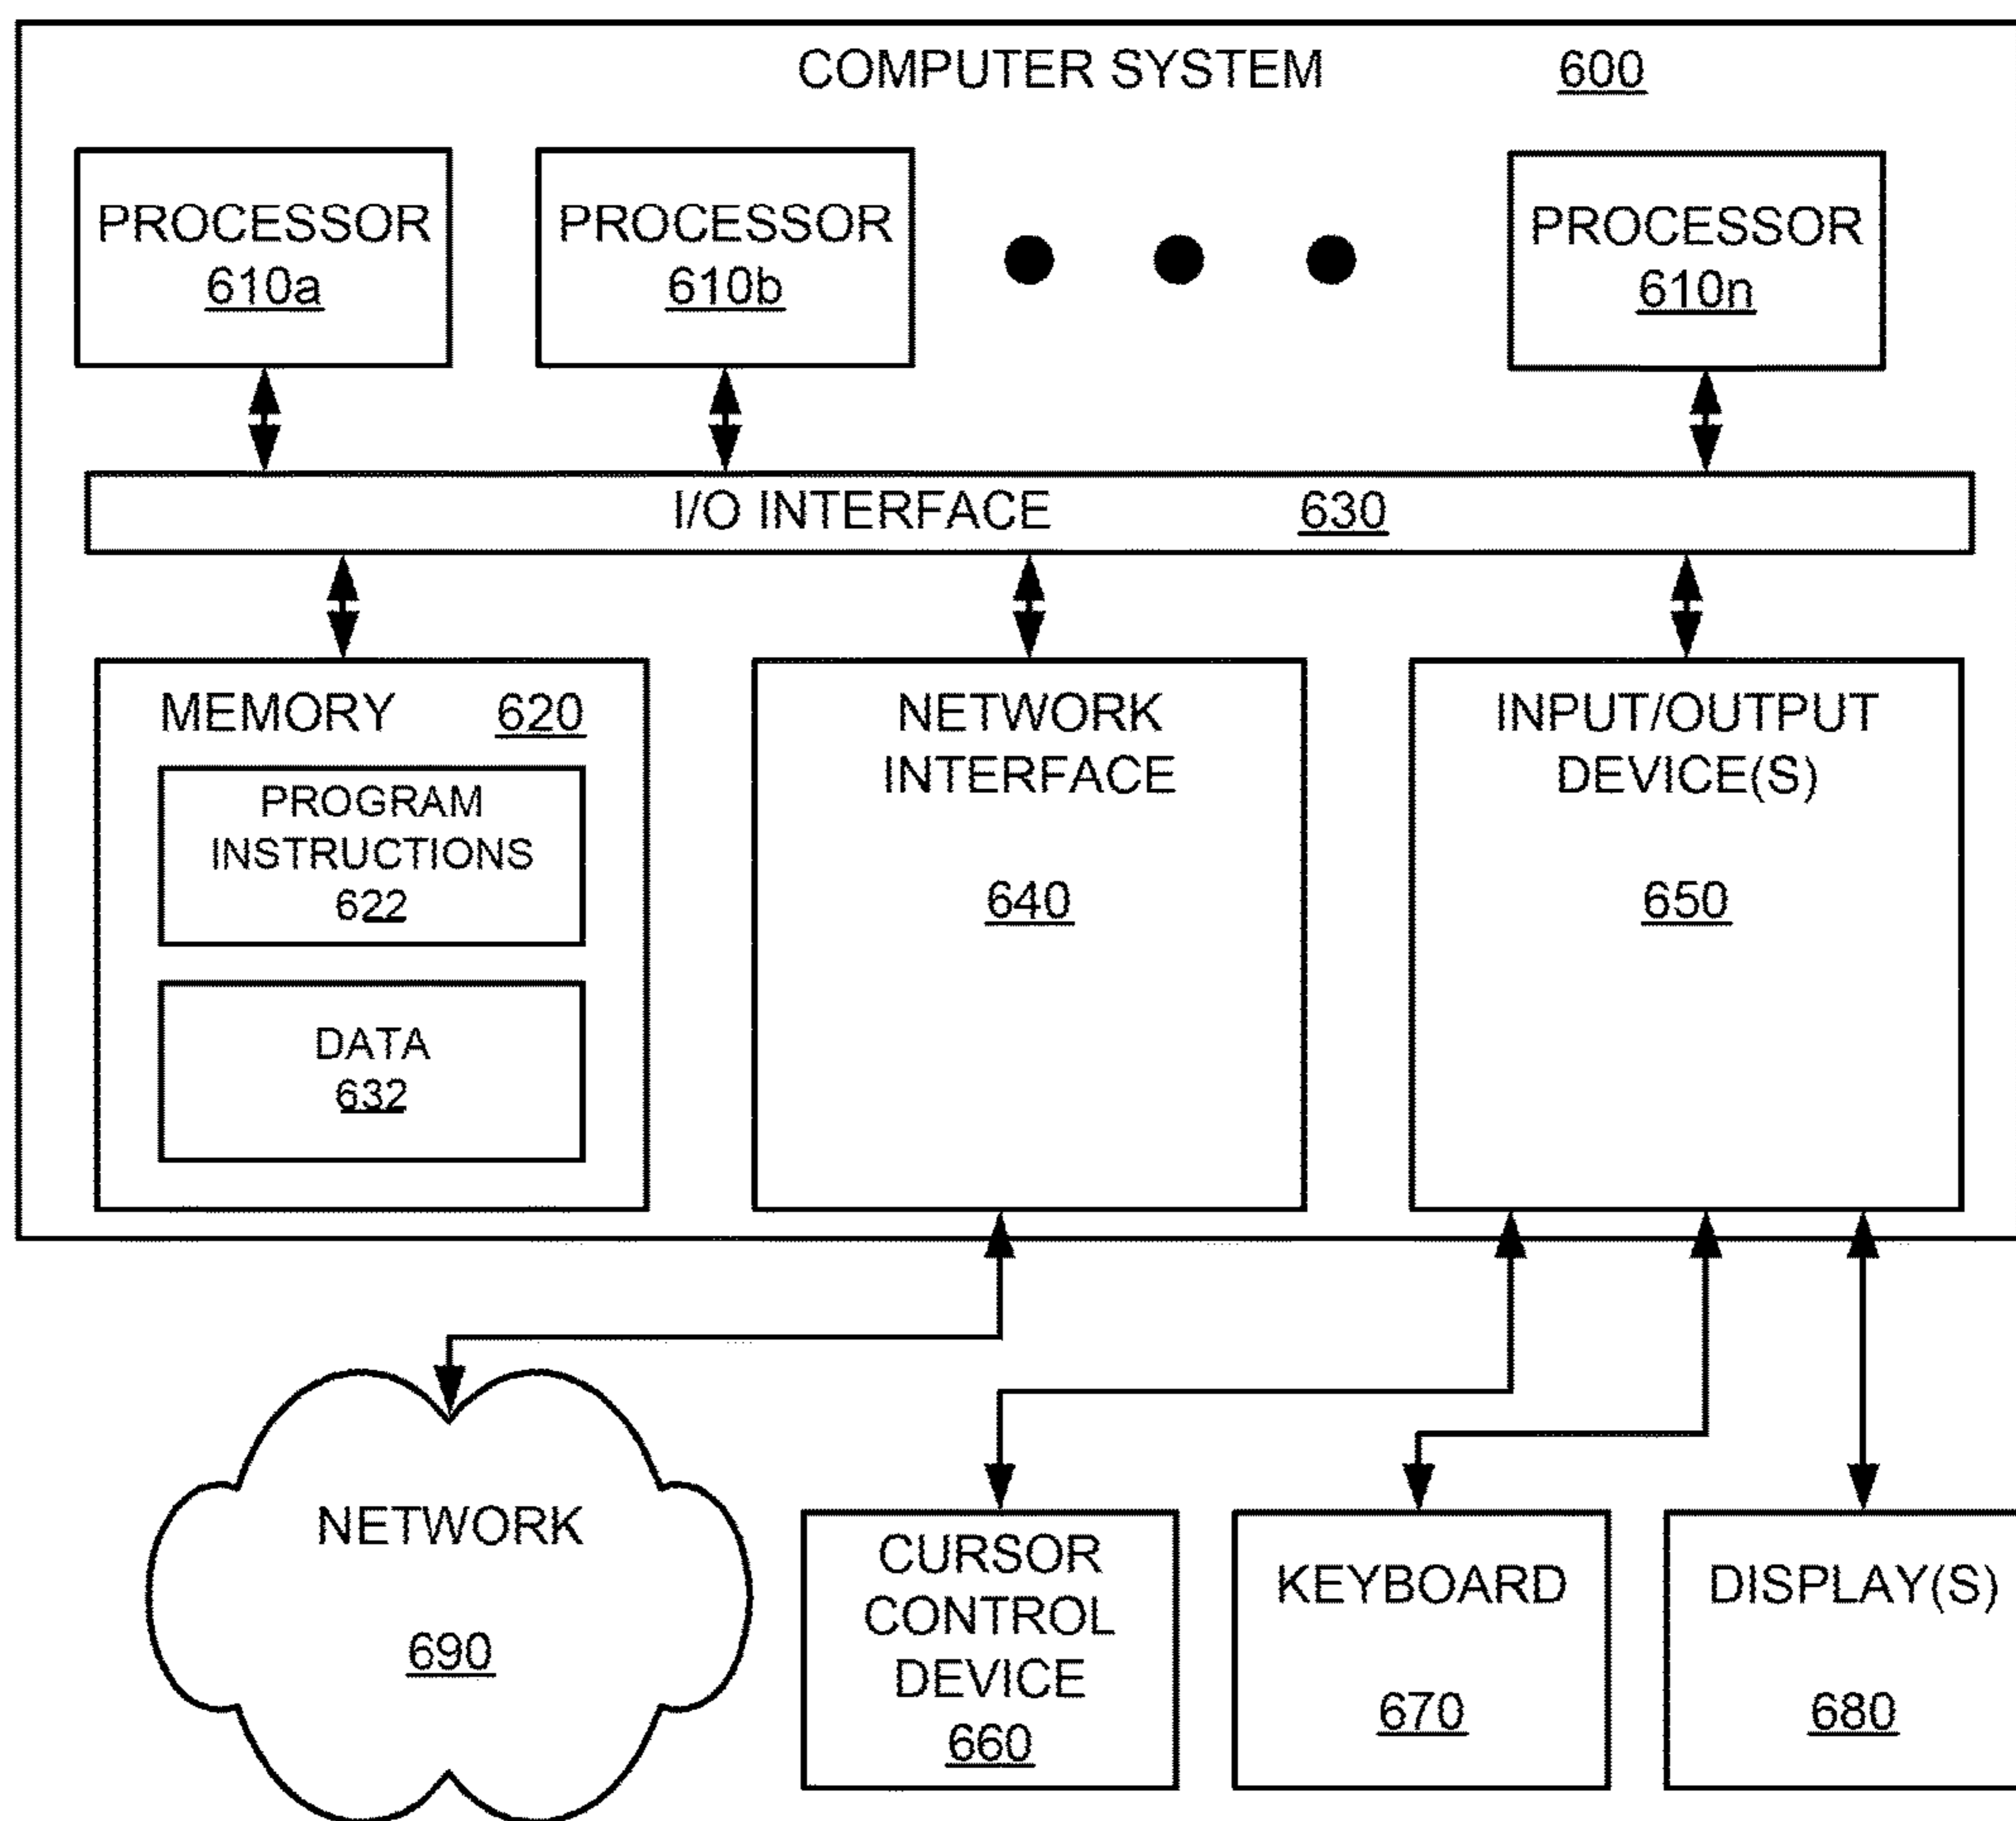 COMPUTER SYSTEM 600
PROCESSOR
610a
PROCESSOR
610b
PROCESSOR
610n
I/O INTERFACE 630
MEMORY 620
PROGRAM
INSTRUCTIONS
622
DATA
632
NETWORK
INTERFACE
640
INPUT/OUTPUT
DEVICE(S)
650
NETWORK
690
CURSOR
CONTROL
DEVICE
660
KEYBOARD
670
DISPLAY(S)
680